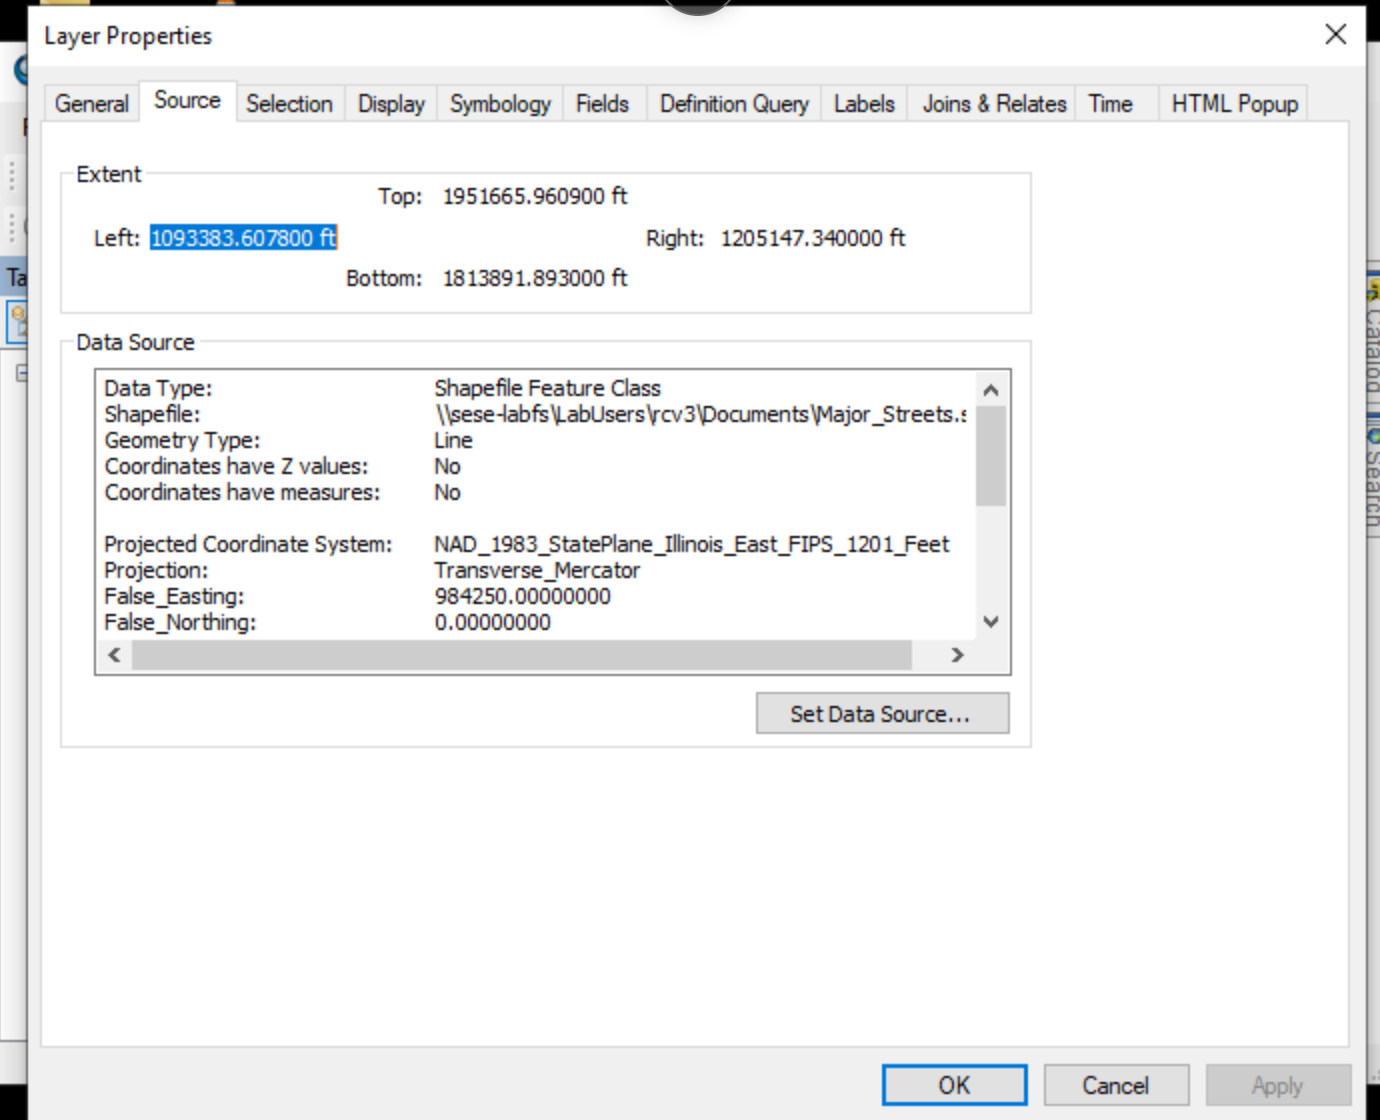 Layer Properties
General Source Selection Display Symbology Fields Definition Query Labels Joins & Relates Time HTML Popup
Extent
Top: 1951665.960900 ft
Left: 1093383.607800 ft Right: 1205147.340000 ft
Bottom: 1813891.893000 ft
Data Source
Data Type: Shapefile Feature Class
Shapefile: \\sese-labfs\LabUsers\rcv3\Documents\Major_Streets.s
Geometry Type: Line
Coordinates have Z values: No
Coordinates have measures: No
Projected Coordinate System: NAD_1983_StatePlane_Illinois_East_FIPS_1201_Feet
Projection: Transverse_Mercator
False_Easting: 984250.00000000
False_Northing: 0.00000000
Set Data Source...
OK Cancel Apply
Ta
Catalog
Search